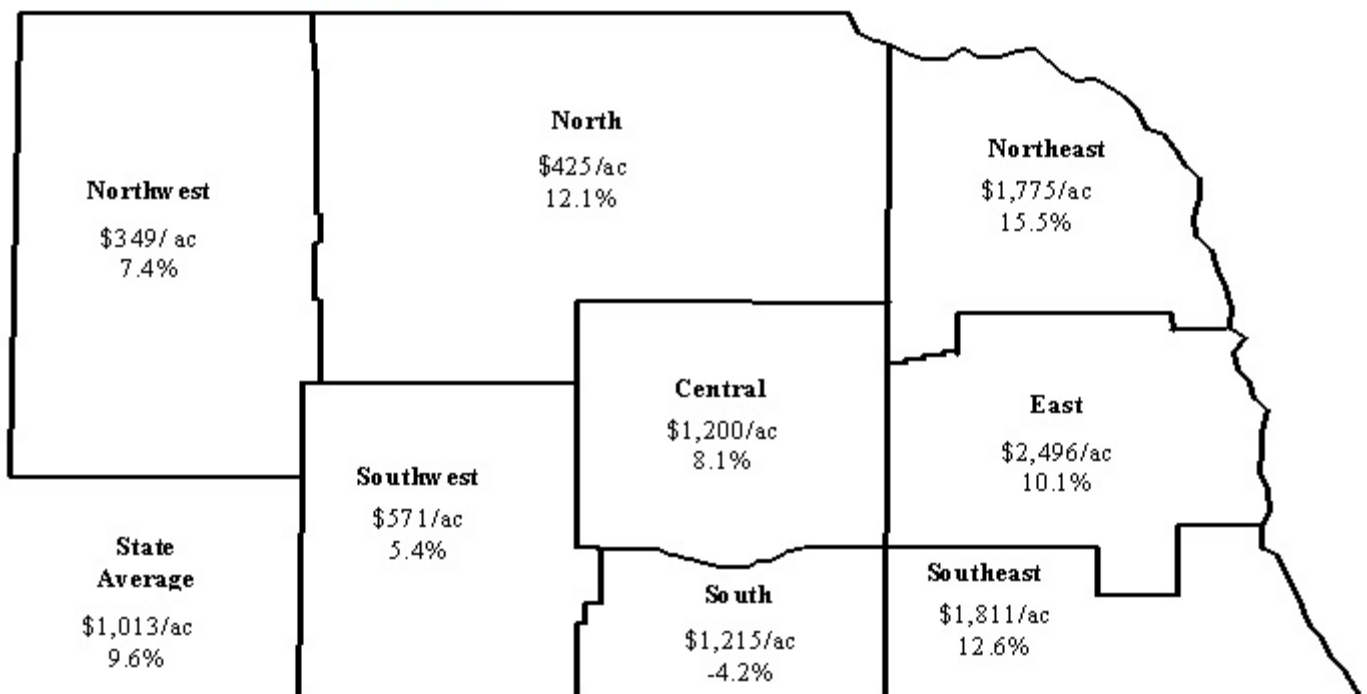 North
$425/ac
12.1%
Northeast
$1,775/ac
15.5%
Northwest
$349/ ac
7.4%
Central
$1,200/ac
8.1%
East
$2,496/ac
10.1%
Southwest
$571/ac
5.4%
State
Average
$1,013/ac
9.6%
South
$1,215/ac
-4.2%
Southeast
$1,811/ac
12.6%